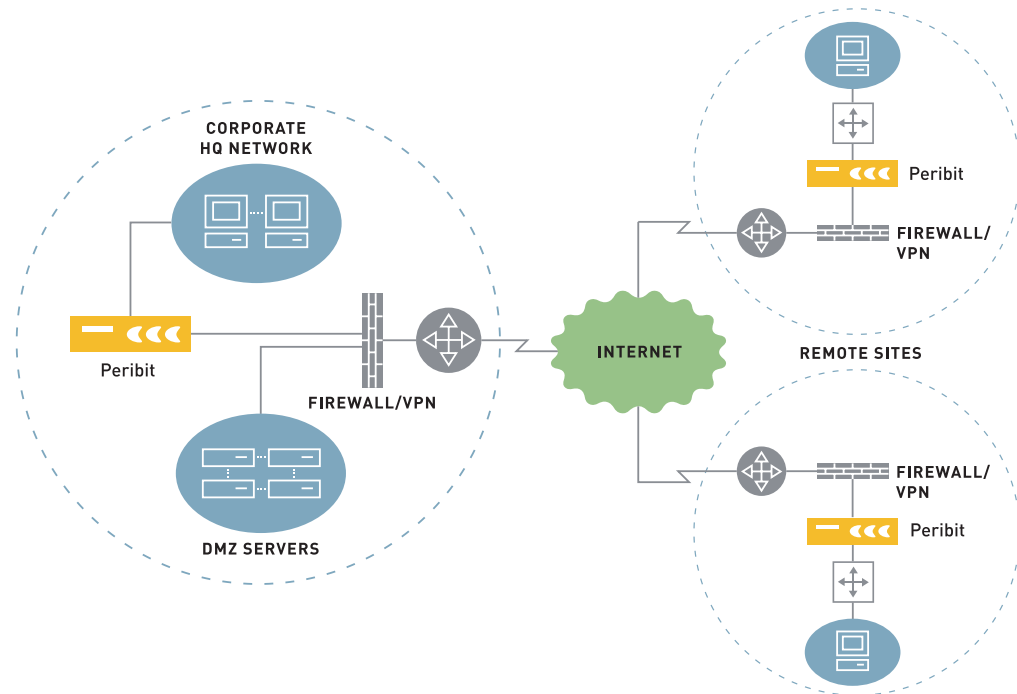 CORPORATE
HQ NETWORK
Peribit
FIREWALL/VPN
DMZ SERVERS
INTERNET
Peribit
FIREWALL/
VPN
REMOTE SITES
FIREWALL/
VPN
Peribit